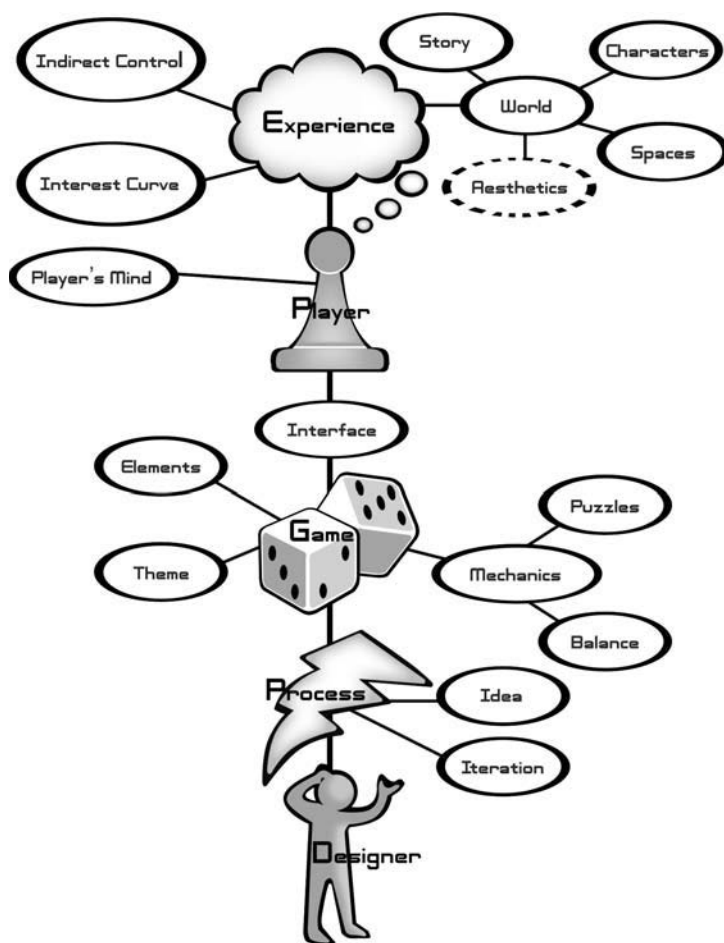 Story
Characters
Indirect Control
World
Experience
Spaces
Interest Curve
Aesthetics
Player's Mind
Player
Interface
Elements
Puzzles
Game
Theme
Mechanics
Balance
Process
Idea
Iteration
Designer